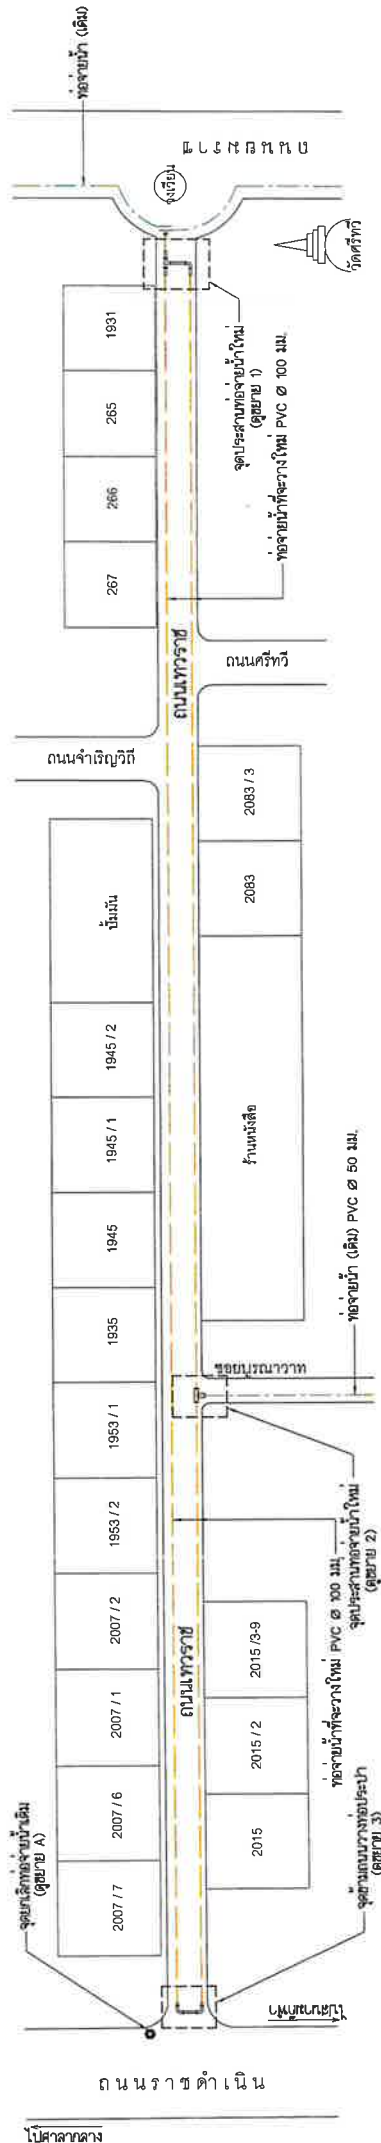 ไปศาลากลาง
ถนนราชดำเนิน
จุดยกเลิกท่อจ่ายน้ำเดิม
(ดูขยาย A)
2007 / 7
2007 / 6
2007 / 1
2007 / 2
1953 / 2
1953 / 1
1935
1945
1945 / 1
1945 / 2
ปั้มมัน
ถนนจำเริญวิถี
267
266
265
1931
ท่อจ่ายน้ำ (เดิม)
ถนนเทวราช
ถนนเทวราช
วงเวียน
ถนนยมราช
จุดข้ามถนนวางท่อประปา
(ดูขยาย 3)
2015
2015 / 2
2015 /3-9
ท่อจ่ายน้ำที่จะวางใหม่ PVC Ø 100 มม.
จุดประสานท่อจ่ายน้ำใหม่
(ดูขยาย 2)
ซอยบูรณาวาท
ท่อจ่ายน้ำ (เดิม) PVC Ø 50 มม.
ร้านหนังสือ
2083
2083 / 3
ถนนศรีทวี
ท่อจ่ายน้ำที่จะวางใหม่ PVC Ø 100 มม.
จุดประสานท่อจ่ายน้ำใหม่
(ดูขยาย 1)
วัดศรีทวี